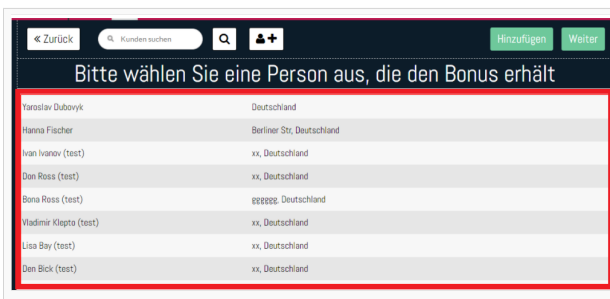 « Zurück Kunden suchen Hinzufügen Weiter
Bitte wählen Sie eine Person aus, die den Bonus erhält
Yaroslav Dubovyk Deutschland
Hanna Fischer Berliner Str, Deutschland
Ivan Ivanov (test) xx, Deutschland
Don Ross (test) xx, Deutschland
Bona Ross (test) gggggg, Deutschland
Vladimir Klepto (test) xx, Deutschland
Lisa Bay (test) xx, Deutschland
Den Bick (test) xx, Deutschland